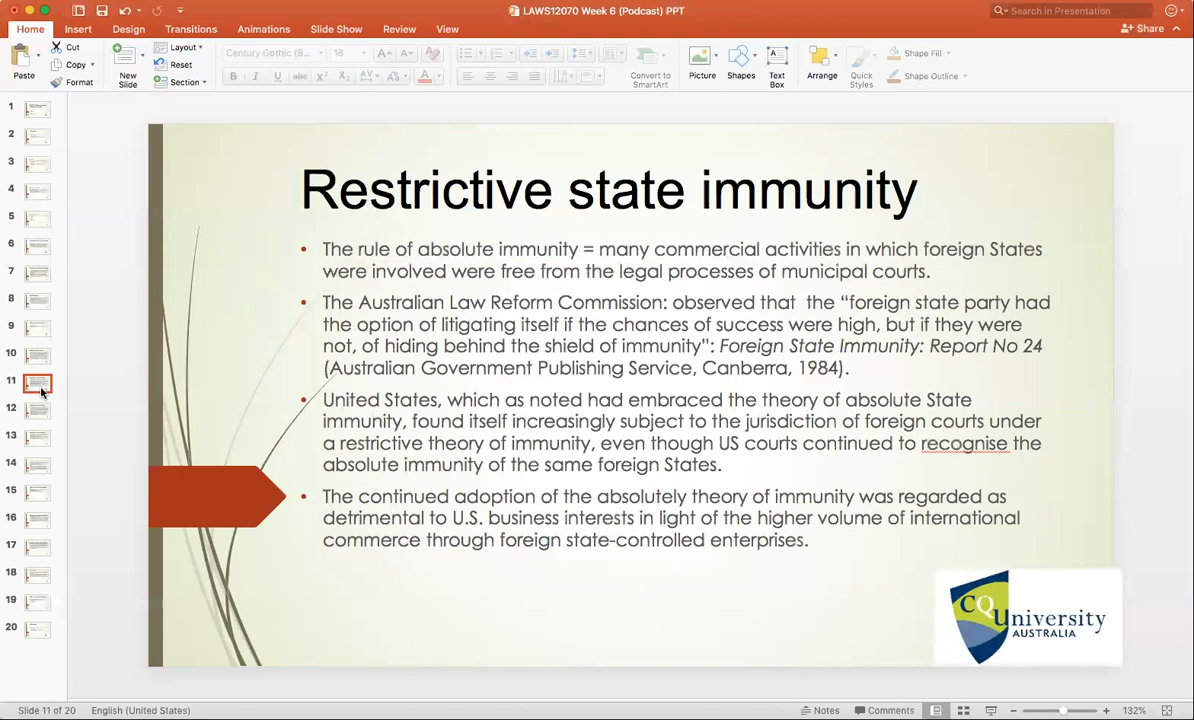 LAWS12070 Week 6 (Podcast) PPT
Search in Presentation
Home Insert Design Transitions Animations Slide Show Review View
Share
Paste
Cut
Copy
Format
New Slide
Layout
Reset
Section
Century Gothic (B... 18
Convert to SmartArt
Picture
Shapes
Text Box
Arrange
Quick Styles
Shape Fill
Shape Outline
1
2
3
4
5
6
7
8
9
10
11
12
13
14
15
16
17
18
19
20
Restrictive state immunity
• The rule of absolute immunity = many commercial activities in which foreign States
were involved were free from the legal processes of municipal courts.
• The Australian Law Reform Commission: observed that  the “foreign state party had
the option of litigating itself if the chances of success were high, but if they were
not, of hiding behind the shield of immunity”: Foreign State Immunity: Report No 24
(Australian Government Publishing Service, Canberra, 1984).
• United States, which as noted had embraced the theory of absolute State
immunity, found itself increasingly subject to the jurisdiction of foreign courts under
a restrictive theory of immunity, even though US courts continued to recognise the
absolute immunity of the same foreign States.
• The continued adoption of the absolutely theory of immunity was regarded as
detrimental to U.S. business interests in light of the higher volume of international
commerce through foreign state-controlled enterprises.
CQUniversity
AUSTRALIA
Slide 11 of 20 English (United States) Notes Comments 132%